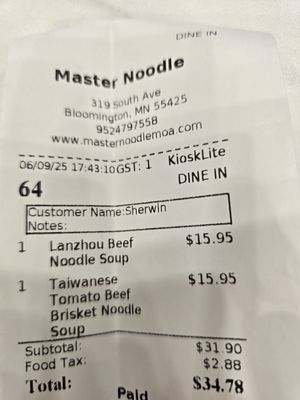 DINE IN
Master Noodle
319 South Ave
Bloomington, MN 55425
9524797558
www.masternoodlemoa.com
06/09/25 17:43:10 GST: 1 KioskLite
64 DINE IN
Customer Name:Sherwin
Notes:
1 Lanzhou Beef $15.95
Noodle Soup
1 Taiwanese $15.95
Tomato Beef
Brisket Noodle
Soup
Subtotal: $31.90
Food Tax: $2.88
Total: $34.78
Paid